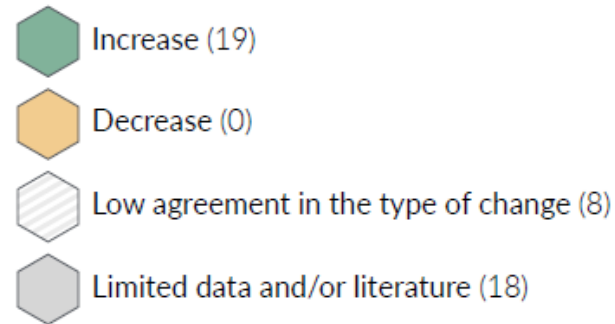 Increase (19)
Decrease (0)
Low agreement in the type of change (8)
Limited data and/or literature (18)